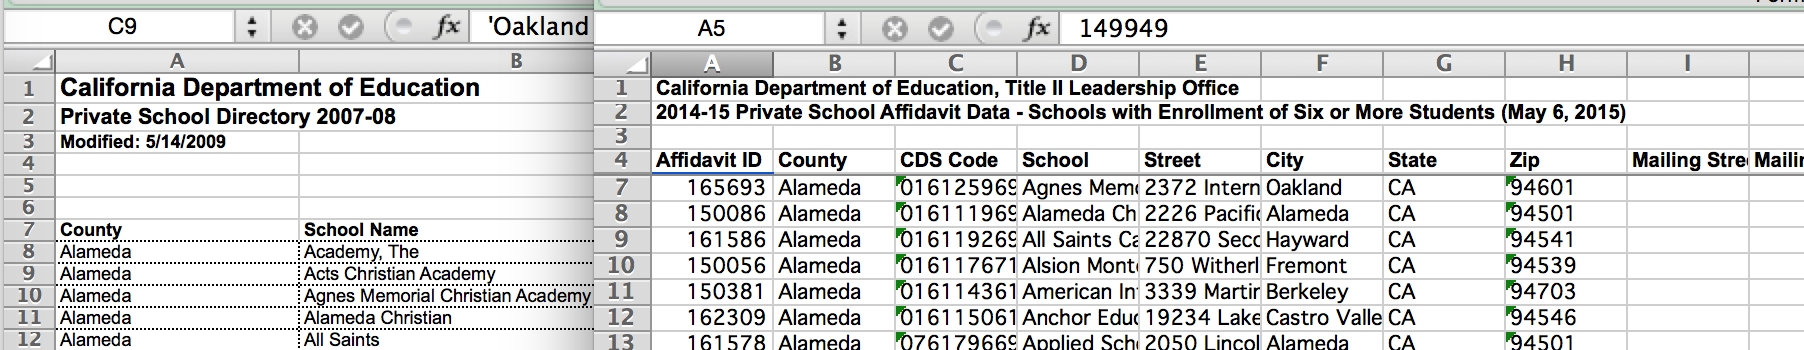 C9 fx 'Oakland
A B
1 California Department of Education
2 Private School Directory 2007-08
3 Modified: 5/14/2009
4
5
6
7 County School Name
8 Alameda Academy, The
9 Alameda Acts Christian Academy
10 Alameda Agnes Memorial Christian Academy
11 Alameda Alameda Christian
12 Alameda All Saints
A5 fx 149949
A B C D E F G H I
1 California Department of Education, Title II Leadership Office
2 2014-15 Private School Affidavit Data - Schools with Enrollment of Six or More Students (May 6, 2015)
3
4 Affidavit ID County CDS Code School Street City State Zip Mailing Stre Mailin
7 165693 Alameda 016125969 Agnes Mem 2372 Intern Oakland CA 94601
8 150086 Alameda 016111969 Alameda Ch 2226 Pacific Alameda CA 94501
9 161586 Alameda 016119269 All Saints Ca 22870 Seco Hayward CA 94541
10 150056 Alameda 016117671 Alsion Monte 750 Witherl Fremont CA 94539
11 150381 Alameda 016114361 American In 3339 Martin Berkeley CA 94703
12 162309 Alameda 016115061 Anchor Educ 19234 Lake Castro Valle CA 94546
13 161578 Alameda 076179669 Applied Sch 2050 Lincol Alameda CA 94501